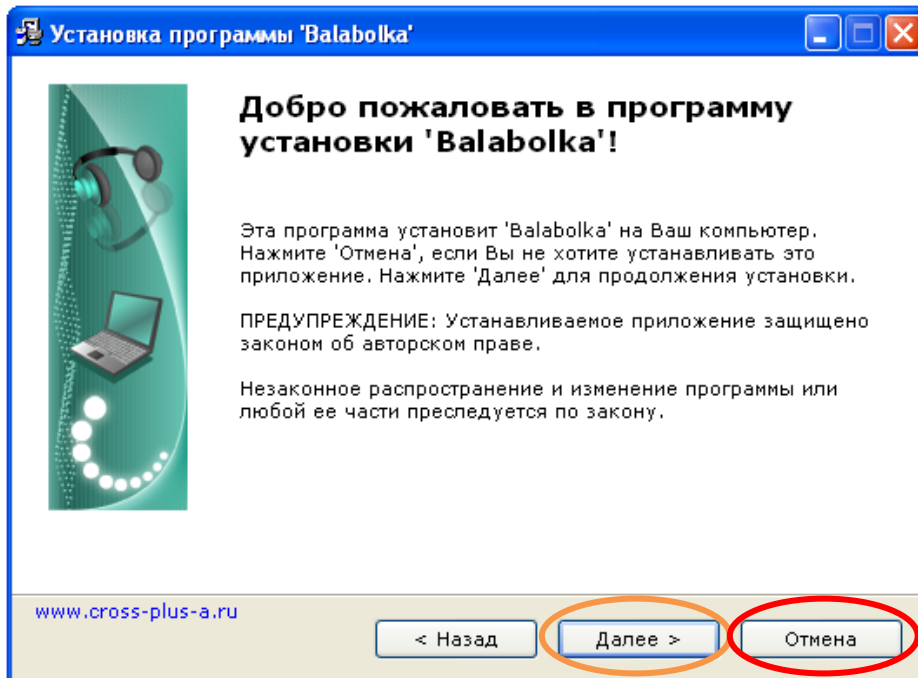 Установка программы 'Balabolka'
Добро пожаловать в программу
установки 'Balabolka'!
Эта программа установит 'Balabolka' на Ваш компьютер.
Нажмите 'Отмена', если Вы не хотите устанавливать это
приложение. Нажмите 'Далее' для продолжения установки.
ПРЕДУПРЕЖДЕНИЕ: Устанавливаемое приложение защищено
законом об авторском праве.
Незаконное распространение и изменение программы или
любой ее части преследуется по закону.
www.cross-plus-a.ru
< Назад
Далее >
Отмена